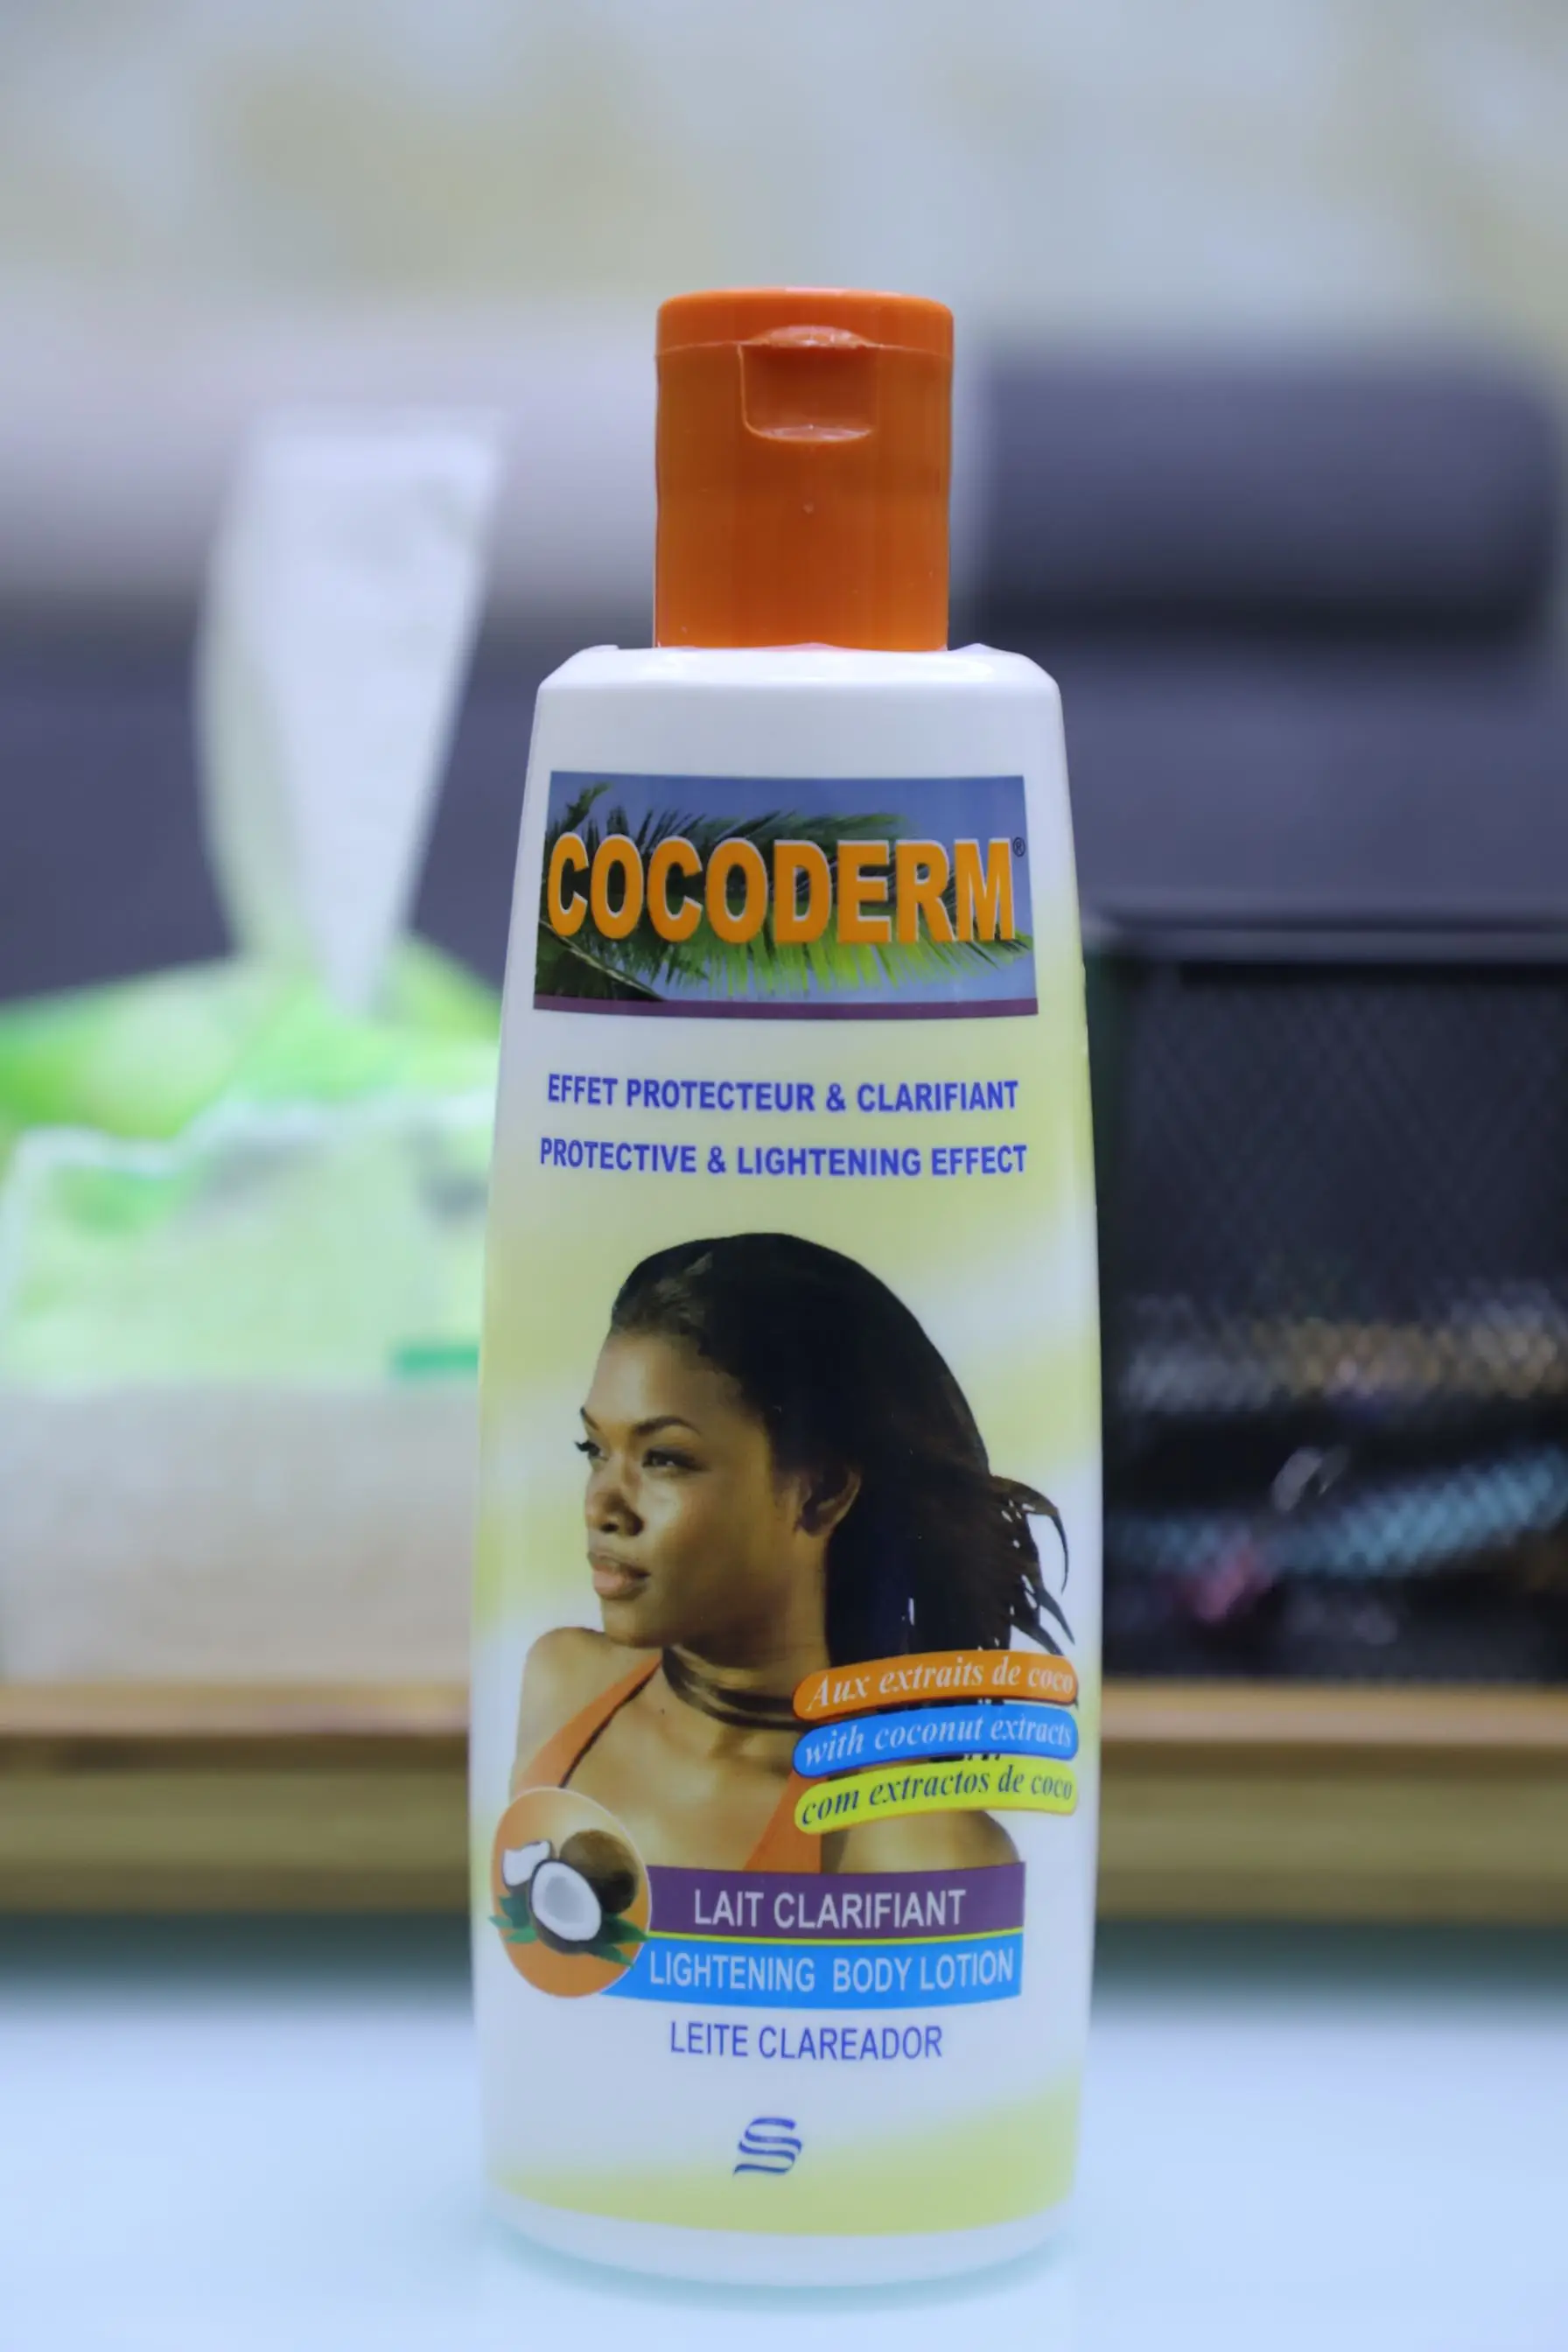 COCODERM®
EFFET PROTECTEUR & CLARIFIANT
PROTECTIVE & LIGHTENING EFFECT
Aux extraits de coco
with coconut extracts
com extractos de coco
LAIT CLARIFIANT
LIGHTENING BODY LOTION
LEITE CLAREADOR